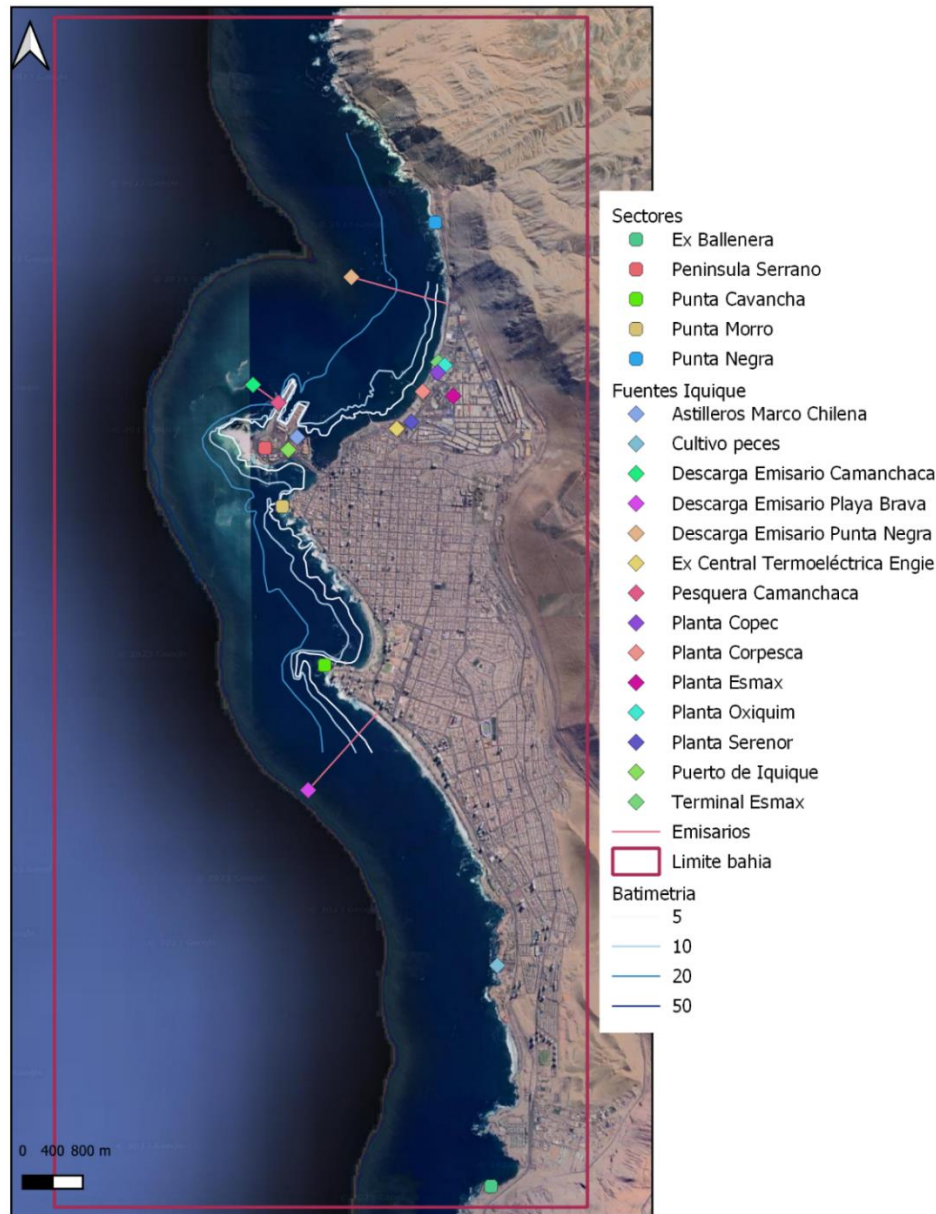 Sectores
Ex Ballenera
Peninsula Serrano
Punta Cavancha
Punta Morro
Punta Negra
Fuentes Iquique
Astilleros Marco Chilena
Cultivo peces
Descarga Emisario Camanchaca
Descarga Emisario Playa Brava
Descarga Emisario Punta Negra
Ex Central Termoeléctrica Engie
Pesquera Camanchaca
Planta Copec
Planta Corpesca
Planta Esmax
Planta Oxiquim
Planta Serenor
Puerto de Iquique
Terminal Esmax
Emisarios
Limite bahia
Batimetria
5
10
20
50
0 400 800 m